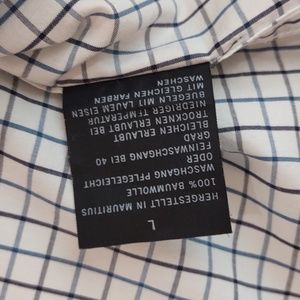 L
HERGESTELLT IN MAURITIUS
100% BAUMWOLLE
WASCHGANG PFLEGELEICHT
ODER
FEINWASCHGANG BEI 40
GRAD
BLEICHEN ERLAUBT
TROCKNEN ERLAUBT BEI
NIEDRIGER TEMPERATUR
BUEGELN MIT LAUEM EISEN
MIT GLEICHEN FARBEN
WASCHEN